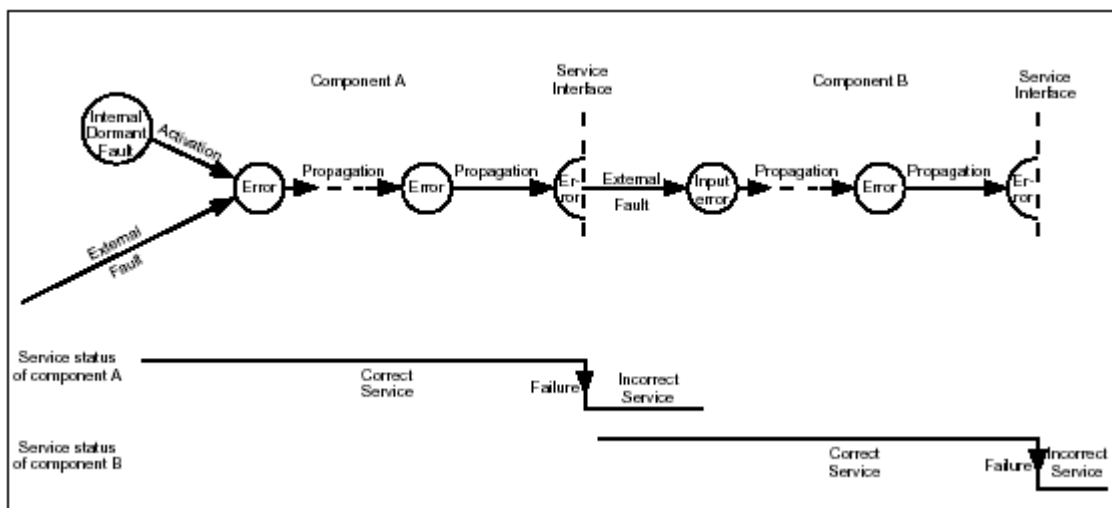 Component A
Service
Interface
Component B
Service
Interface
Internal
Dormant
Fault
Activation
Error
Propagation
Error
Propagation
Er-
ror
External
Fault
Input
error
Propagation
Error
Propagation
Er-
ror
External
Fault
Service status
of component A
Correct
Service
Failure
Incorrect
Service
Service status
of component B
Correct
Service
Failure
Incorrect
Service